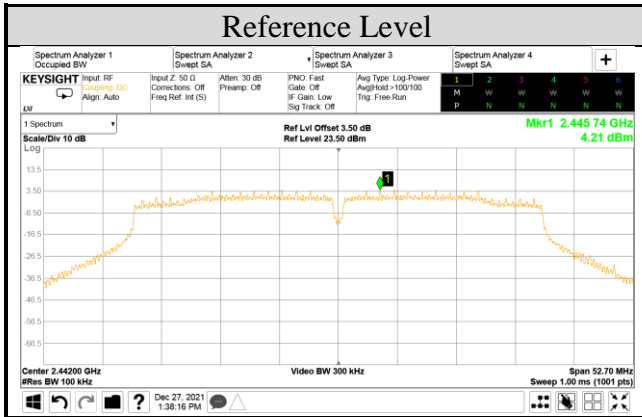 Reference Level
Spectrum Analyzer 1
Occupied BW
Spectrum Analyzer 2
Swept SA
Spectrum Analyzer 3
Swept SA
Spectrum Analyzer 4
Swept SA
+
KEYSIGHT
Input: RF
Coupling: DC
Align: Auto
Input Z: 50 Ω
Corrections: Off
Freq Ref: Int (S)
Atten: 30 dB
Preamp: Off
PNO: Fast
Gate: Off
IF Gain: Low
Sig Track: Off
Avg Type: Log-Power
Avg|Hold:>100/100
Trig: Free Run
1 2 3 4 5 6
M W W W W W
P N N N N N
LXI
1 Spectrum
Scale/Div 10 dB
Ref Lvl Offset 3.50 dB
Ref Level 23.50 dBm
Mkr1 2.445 74 GHz
4.21 dBm
Log
1
13.5
3.50
-6.50
-16.5
-26.5
-36.5
-46.5
-56.5
-66.5
Center 2.44200 GHz
#Res BW 100 kHz
Video BW 300 kHz
Span 52.70 MHz
Sweep 1.00 ms (1001 pts)
?
Dec 27, 2021
1:38:16 PM